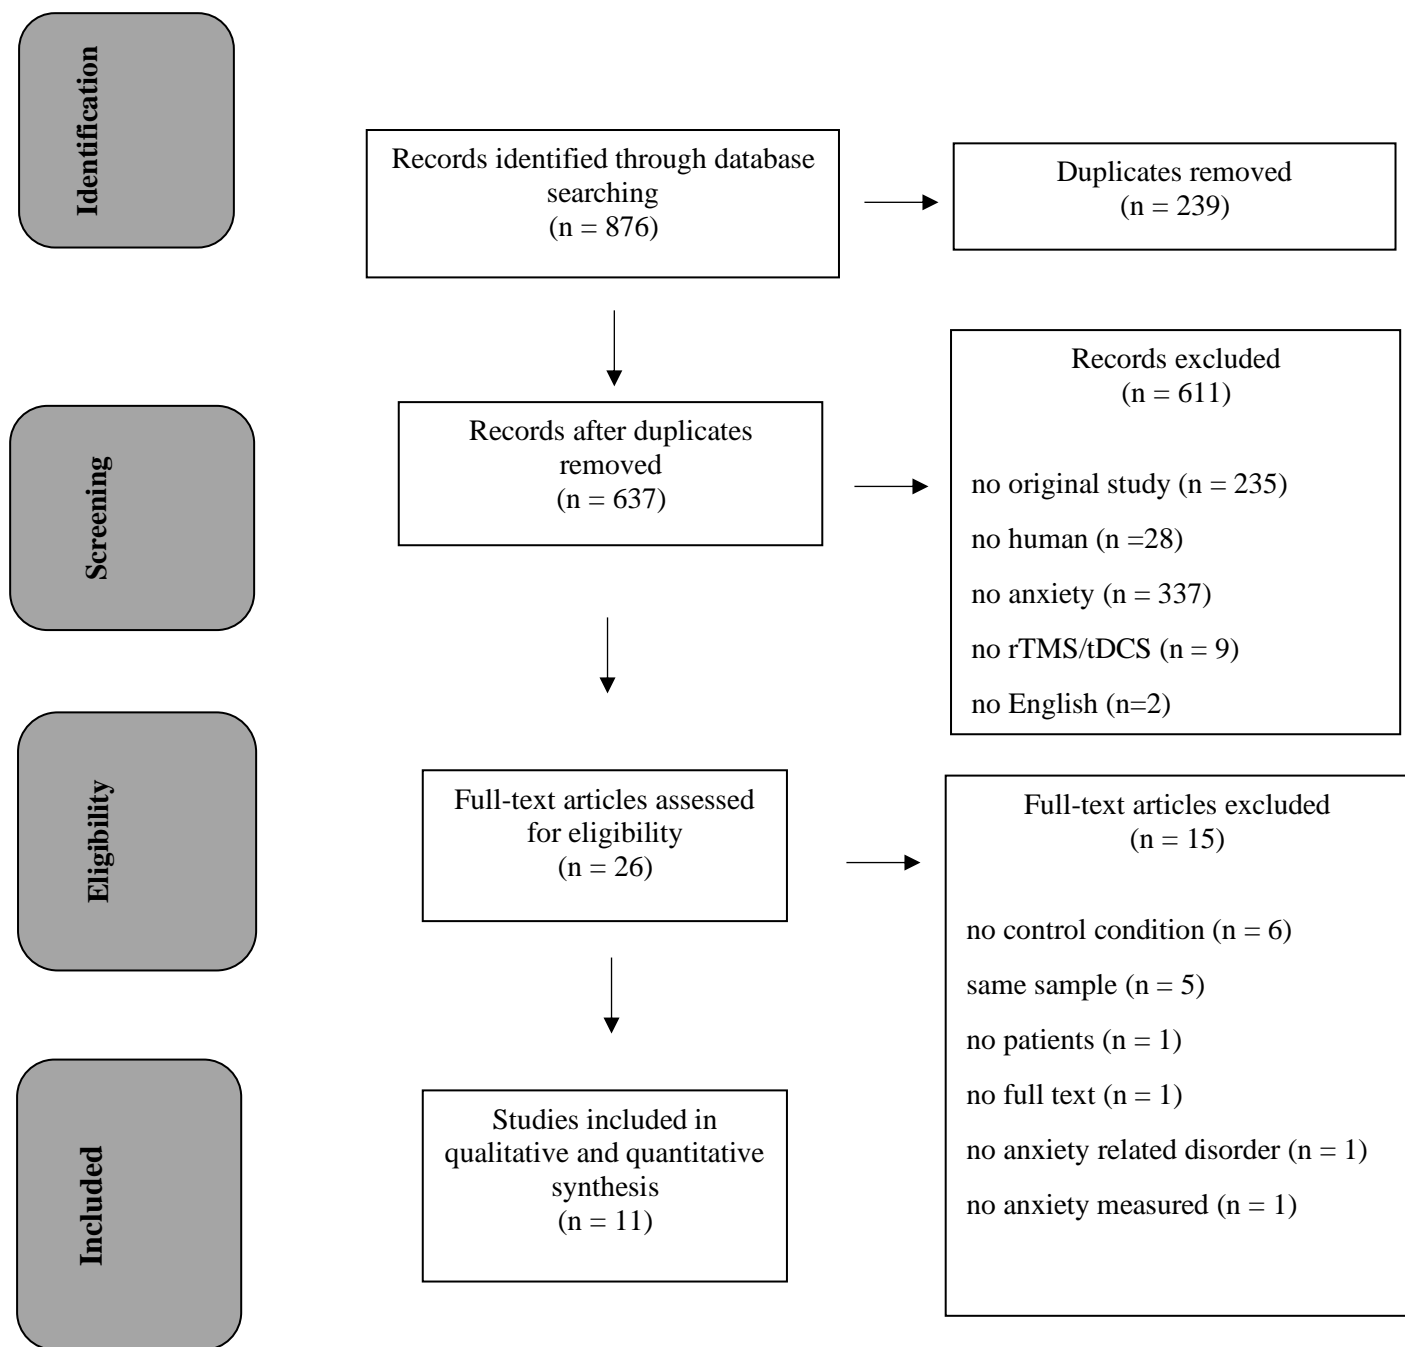 Identification
Records identified through database
searching
(n = 876)
Duplicates removed
(n = 239)
Screening
Records after duplicates
removed
(n = 637)
Records excluded
(n = 611)
no original study (n = 235)
no human (n =28)
no anxiety (n = 337)
no rTMS/tDCS (n = 9)
no English (n=2)
Eligibility
Full-text articles assessed
for eligibility
(n = 26)
Full-text articles excluded
(n = 15)
no control condition (n = 6)
same sample (n = 5)
no patients (n = 1)
no full text (n = 1)
no anxiety related disorder (n = 1)
no anxiety measured (n = 1)
Included
Studies included in
qualitative and quantitative
synthesis
(n = 11)